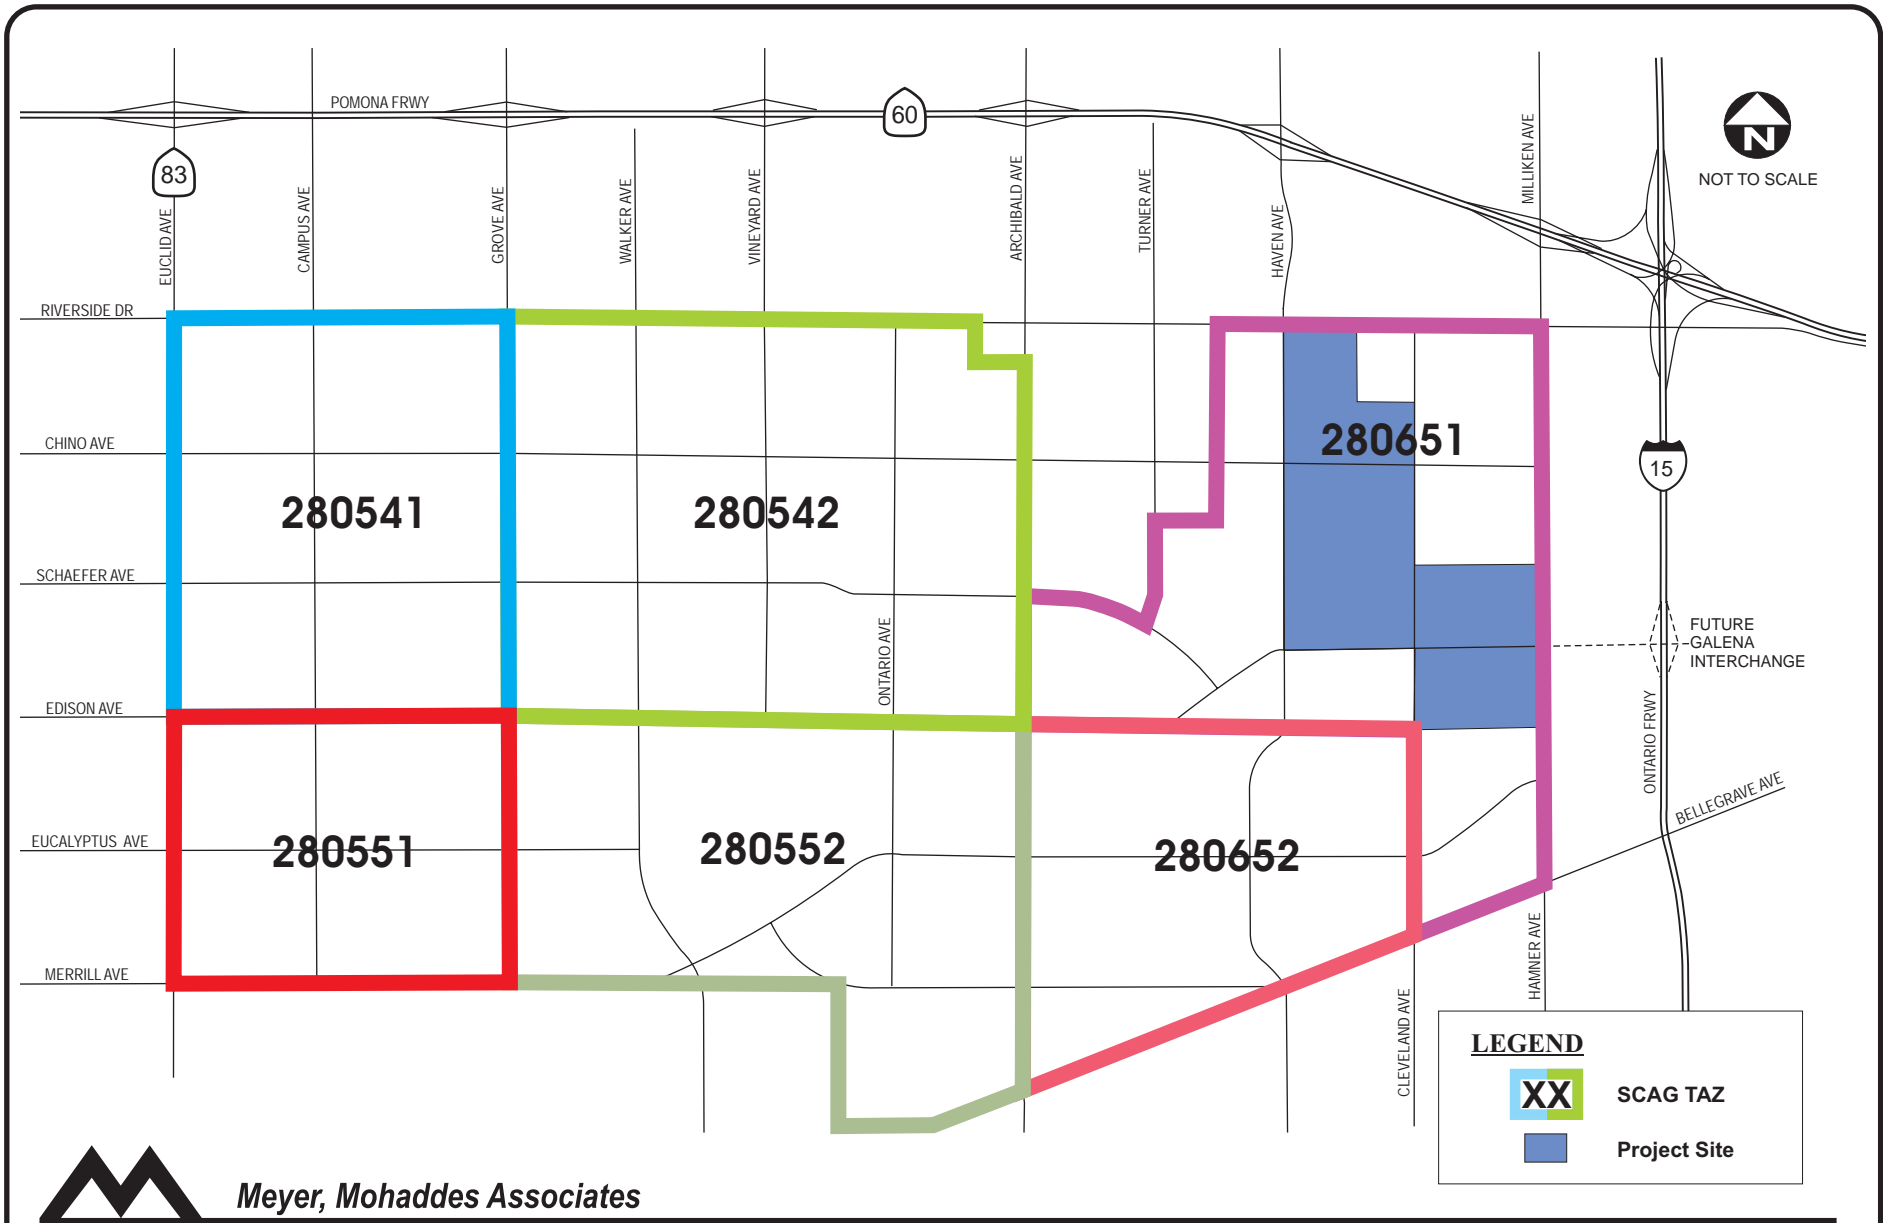 POMONA FRWY
60
83
N
NOT TO SCALE
EUCLID AVE
CAMPUS AVE
GROVE AVE
WALKER AVE
VINEYARD AVE
ARCHIBALD AVE
TURNER AVE
HAVEN AVE
MILLIKEN AVE
RIVERSIDE DR
CHINO AVE
280651
15
280541
280542
SCHAEFER AVE
ONTARIO AVE
FUTURE
GALENA
INTERCHANGE
EDISON AVE
ONTARIO FRWY
BELLEGRAVE AVE
EUCALYPTUS AVE
280551
280552
280652
MERRILL AVE
HAMNER AVE
CLEVELAND AVE
LEGEND
XX SCAG TAZ
Project Site
Meyer, Mohaddes Associates